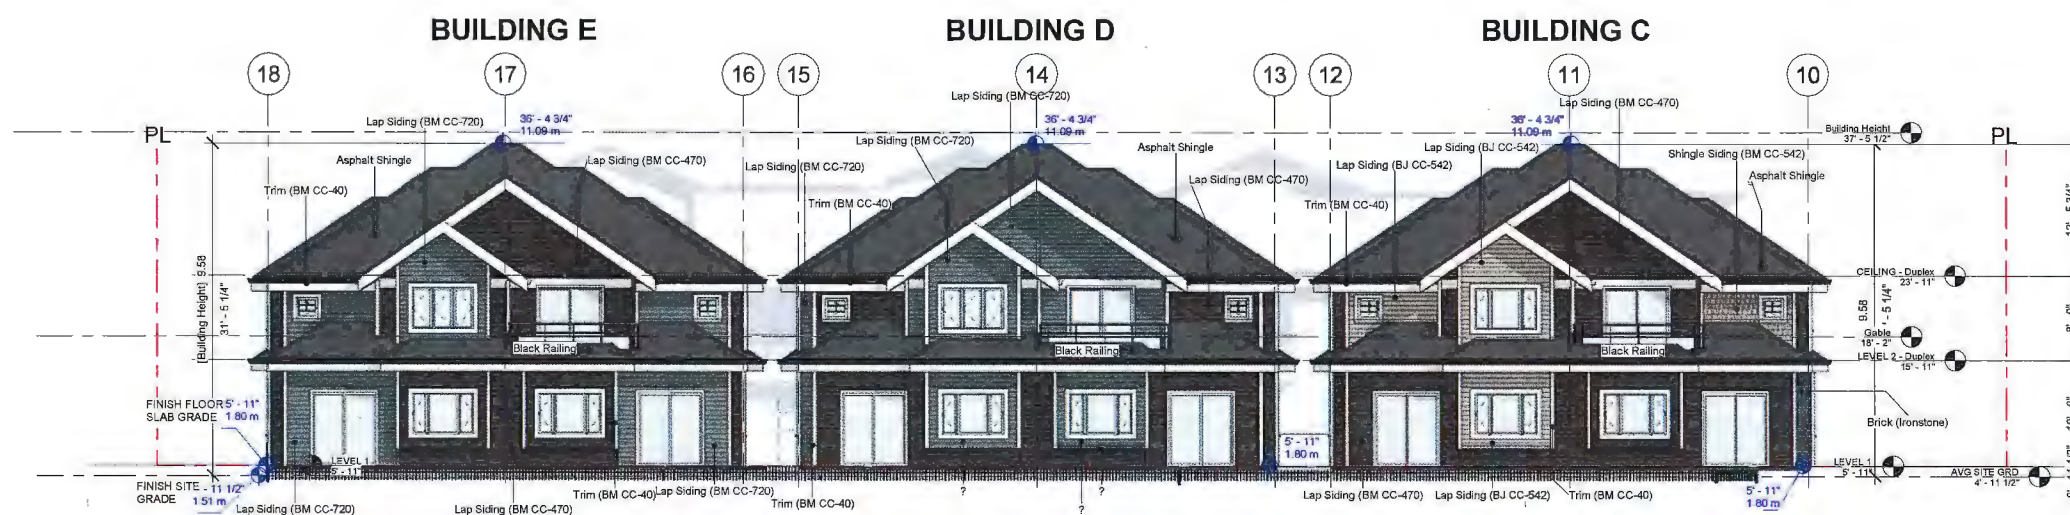 BUILDING E
BUILDING D
BUILDING C
18
17
16
15
14
13
12
11
10
PL
36' - 4 3/4"
11.09 m
Lap Siding (BM CC-720)
Asphalt Shingle
Lap Siding (BM CC-470)
Trim (BM CC-40)
Lap Siding (BM CC-720)
36' - 4 3/4"
11.09 m
Lap Siding (BM CC-720)
Lap Siding (BM CC-720)
Asphalt Shingle
Lap Siding (BM CC-470)
Trim (BM CC-40)
36' - 4 3/4"
11.09 m
Lap Siding (BM CC-470)
Lap Siding (BJ CC-542)
Lap Siding (BM CC-542)
Shingle Siding (BM CC-542)
Asphalt Shingle
Trim (BM CC-40)
Building Height
37' - 5 1/2"
PL
[Building Height] 9.58
31' - 5 1/4"
CEILING - Duplex
23' - 11"
9.58
Gable
18' - 2"
LEVEL 2 - Duplex
15' - 11"
Black Railing
Black Railing
Black Railing
Brick (Ironstone)
FINISH FLOOR 5' - 11"
SLAB GRADE 1.80 m
LEVEL 1
5' - 11"
5' - 11"
1.80 m
LEVEL 1
5' - 11"
AVG SITE GRD
4' - 11 1/2"
FINISH SITE - 11 1/2"
GRADE 1.51 m
Lap Siding (BM CC-720)
Lap Siding (BM CC-470)
Trim (BM CC-40)
Lap Siding (BM CC-720)
Trim (BM CC-40)
?
?
?
Lap Siding (BM CC-470)
Lap Siding (BJ CC-542)
Trim (BM CC-40)
5' - 11"
1.80 m